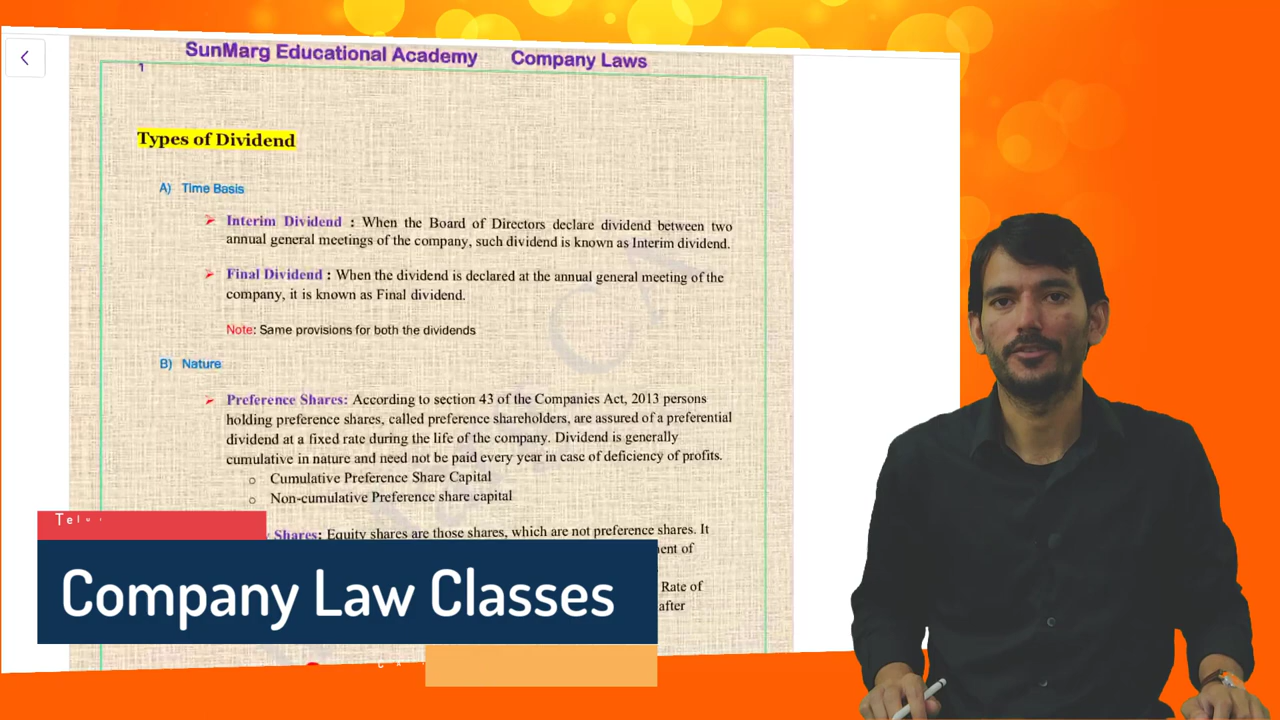 SunMarg Educational Academy Company Laws
1
Types of Dividend
A) Time Basis
Interim Dividend : When the Board of Directors declare dividend between two
annual general meetings of the company, such dividend is known as Interim dividend.
Final Dividend : When the dividend is declared at the annual general meeting of the
company, it is known as Final dividend.
Note: Same provisions for both the dividends
B) Nature
Preference Shares: According to section 43 of the Companies Act, 2013 persons
holding preference shares, called preference shareholders, are assured of a preferential
dividend at a fixed rate during the life of the company. Dividend is generally
cumulative in nature and need not be paid every year in case of deficiency of profits.
o Cumulative Preference Share Capital
o Non-cumulative Preference share capital
Shares: Equity shares are those shares, which are not preference shares. It
of
Rate of
after
Company Law Classes